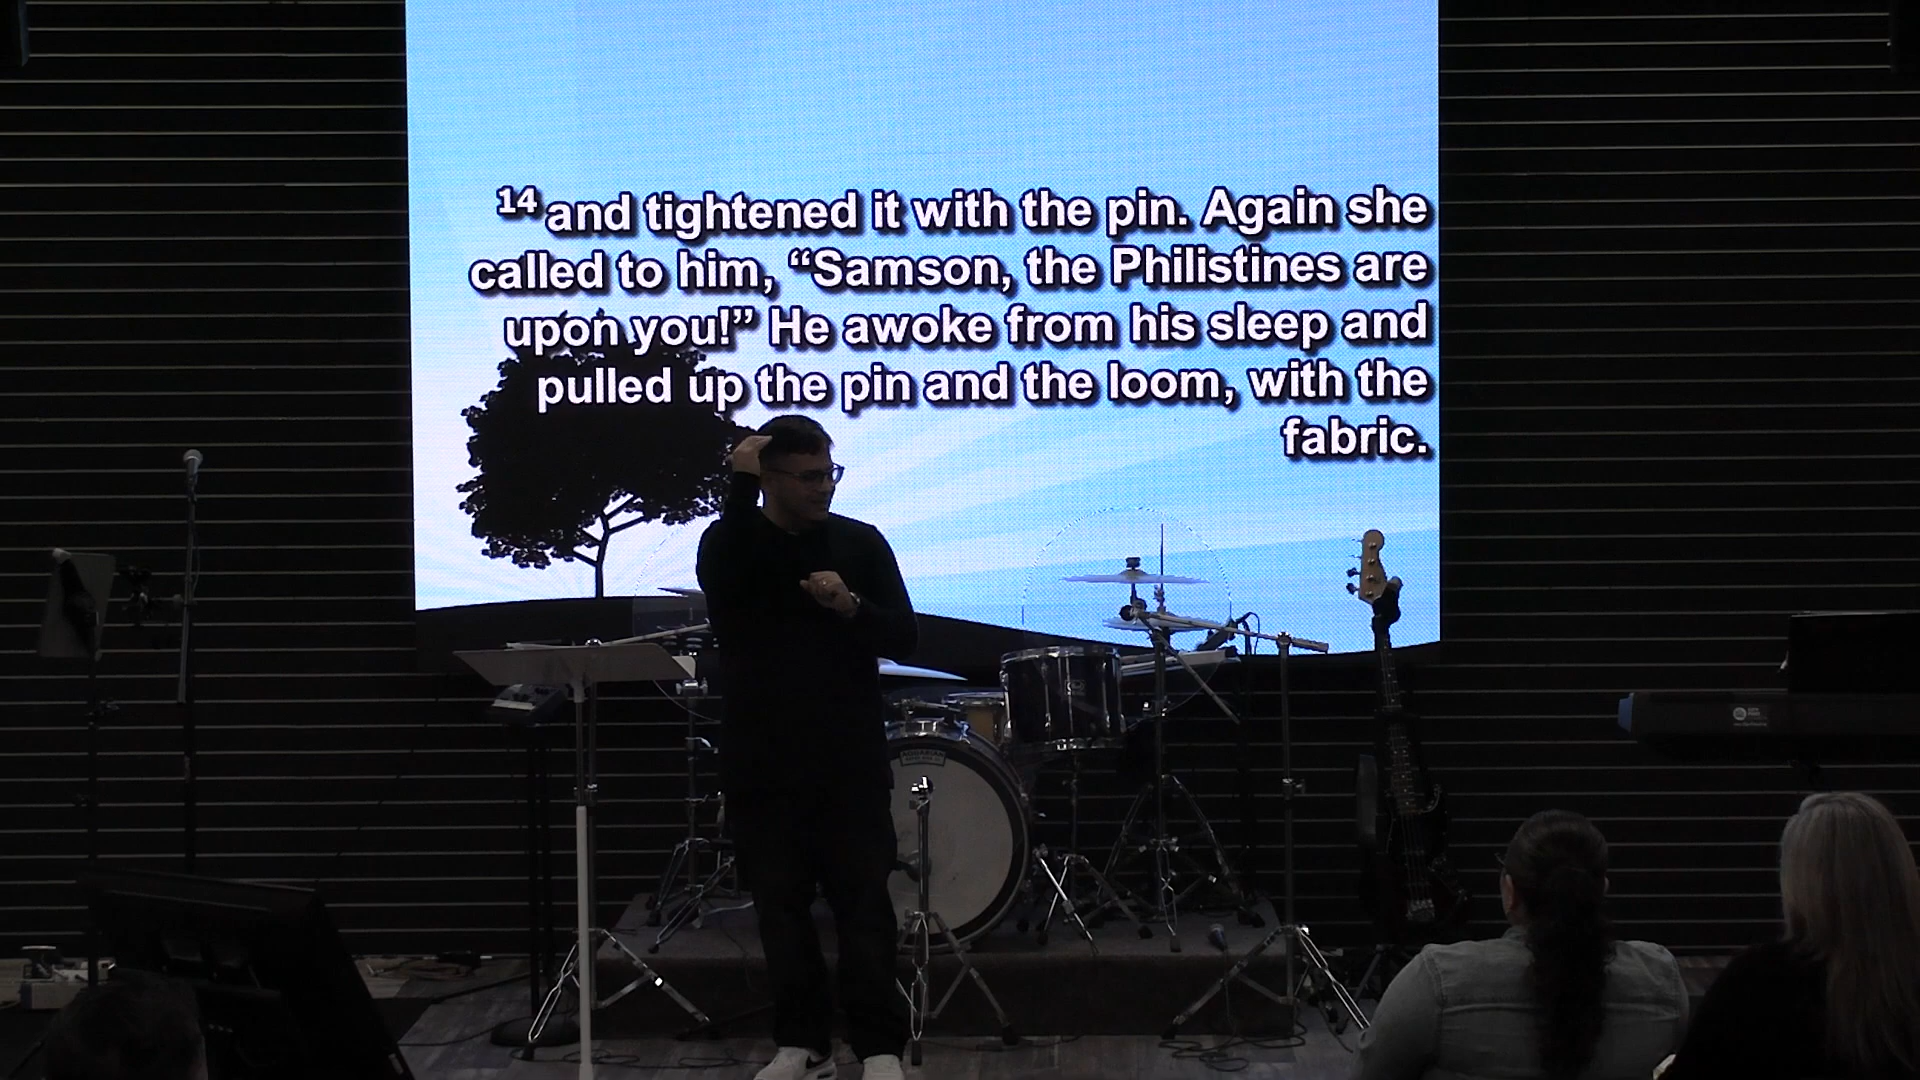 14 and tightened it with the pin. Again she
called to him, “Samson, the Philistines are
upon you!” He awoke from his sleep and
pulled up the pin and the loom, with the
fabric.